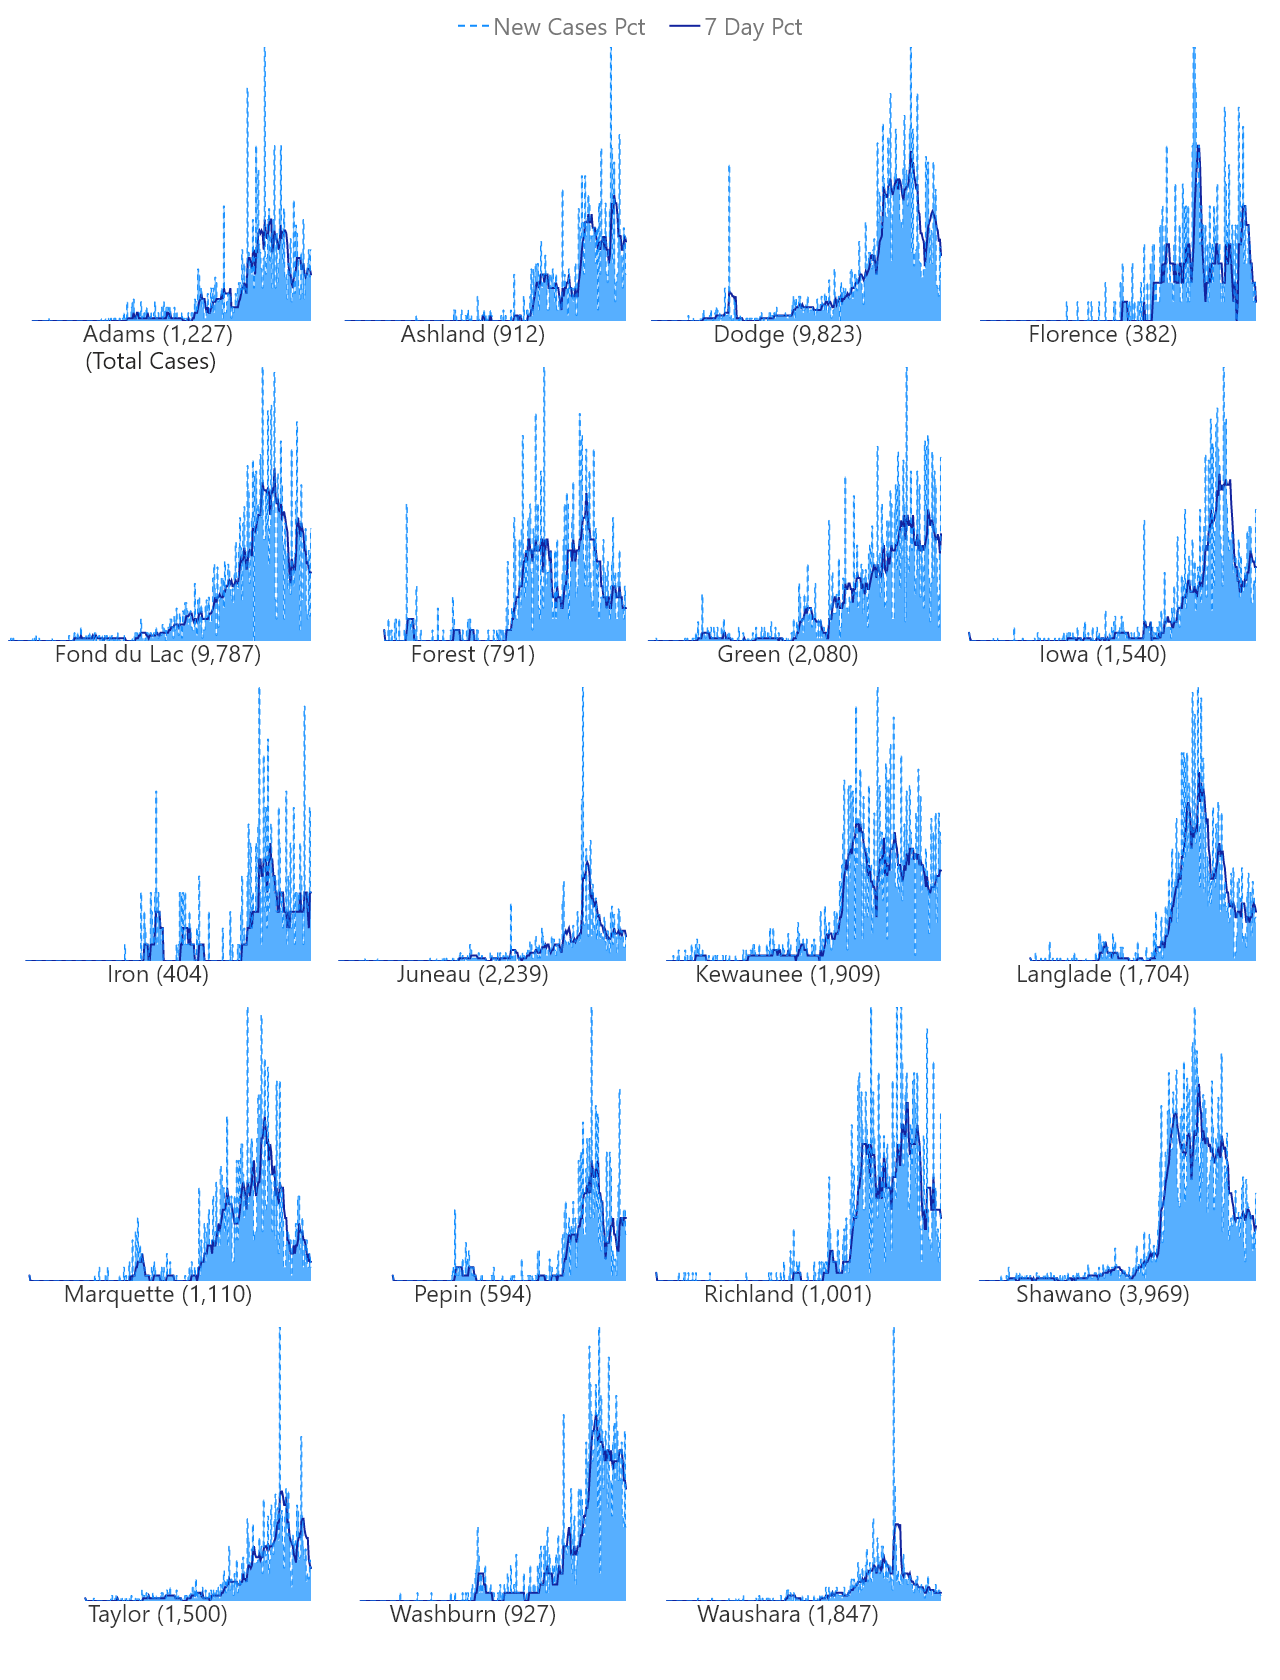 New Cases Pct 7 Day Pct
Adams (1,227) Ashland (912) Dodge (9,823) Florence (382)
(Total Cases)
Fond du Lac (9,787) Forest (791) Green (2,080) Iowa (1,540)
Iron (404) Juneau (2,239) Kewaunee (1,909) Langlade (1,704)
Marquette (1,110) Pepin (594) Richland (1,001) Shawano (3,969)
Taylor (1,500) Washburn (927) Waushara (1,847)